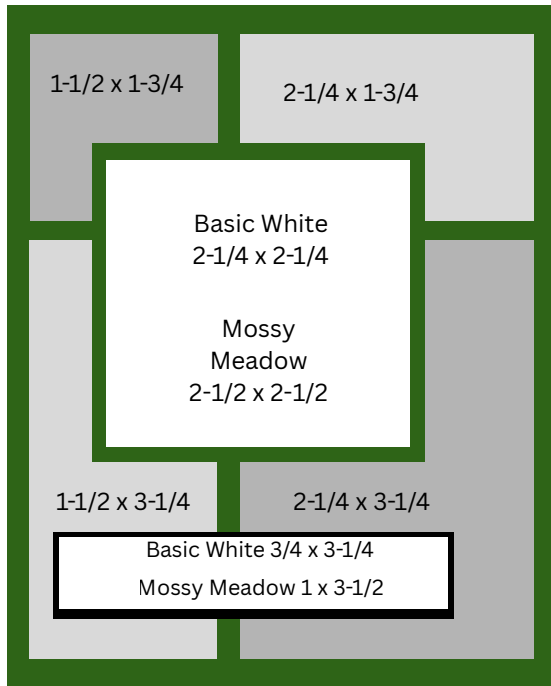 1-1/2 x 1-3/4
2-1/4 x 1-3/4
Basic White
2-1/4 x 2-1/4
Mossy
Meadow
2-1/2 x 2-1/2
1-1/2 x 3-1/4
2-1/4 x 3-1/4
Basic White 3/4 x 3-1/4
Mossy Meadow 1 x 3-1/2